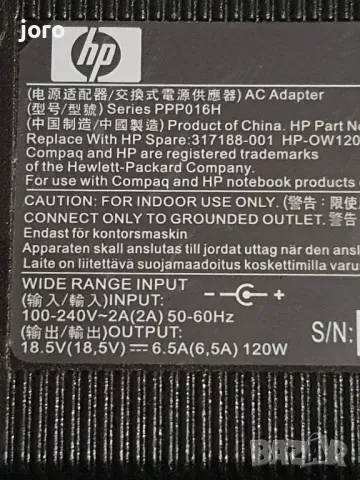 joro
hp
(电源适配器/交換式電源供應器) AC Adapter
(型号/型號) Series PPP016H
(中国制造/中國製造) Product of China. HP Part No
Replace With HP Spare:317188-001 HP-OW120
Compaq and HP are registered trademarks
of the Hewlett-Packard Company.
For use with Compaq and HP notebook products
CAUTION: FOR INDOOR USE ONLY. (警告：限使
CONNECT ONLY TO GROUNDED OUTLET. (警告
Endast för kontorsmaskin
Apparaten skall anslutas till jordat uttag när den ans
Laite on liitettävä suojamaadoitus koskettimilla varu
WIDE RANGE INPUT
(输入/輸入)INPUT:
100-240V~2A(2A) 50-60Hz
(输出/輸出)OUTPUT:
18.5V(18,5V)⎓6.5A(6,5A) 120W
- +
S/N:
BAZAR